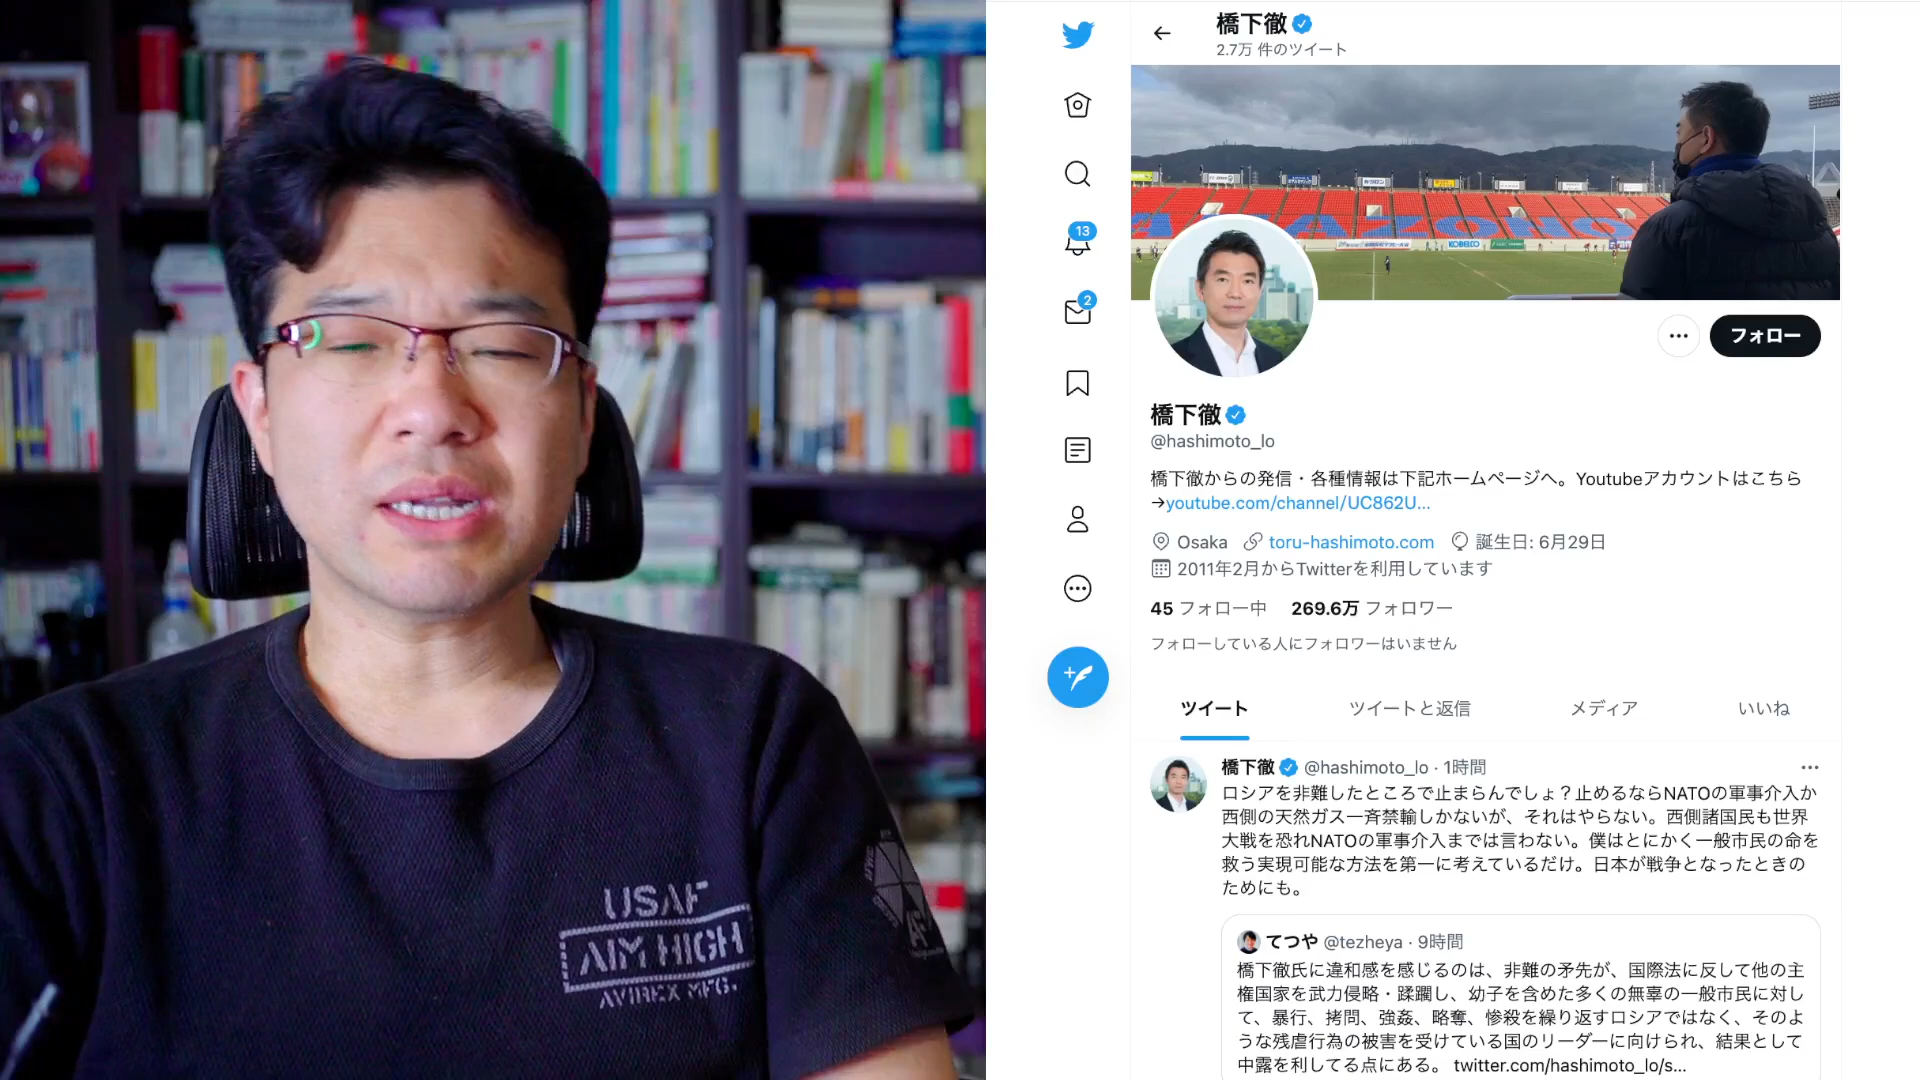 USAF
AIM HIGH
AVIREX MFG.
橋下徹
2.7万 件のツイート
KOBELCO
13
2
フォロー
橋下徹
@hashimoto_lo
橋下徹からの発信・各種情報は下記ホームページへ。Youtubeアカウントはこちら
→youtube.com/channel/UC862U...
Osaka toru-hashimoto.com 誕生日: 6月29日
2011年2月からTwitterを利用しています
45 フォロー中 269.6万 フォロワー
フォローしている人にフォロワーはいません
ツイート ツイートと返信 メディア いいね
橋下徹 @hashimoto_lo · 1時間
ロシアを非難したところで止まらんでしょ？止めるならNATOの軍事介入か
西側の天然ガス一斉禁輸しかないが、それはやらない。西側諸国民も世界
大戦を恐れNATOの軍事介入までは言わない。僕はとにかく一般市民の命を
救う実現可能な方法を第一に考えているだけ。日本が戦争となったときの
ためにも。
てつや @tezheya · 9時間
橋下徹氏に違和感を感じるのは、非難の矛先が、国際法に反して他の主
権国家を武力侵略・蹂躙し、幼子を含めた多くの無辜の一般市民に対し
て、暴行、拷問、強姦、略奪、惨殺を繰り返すロシアではなく、そのよ
うな残虐行為の被害を受けている国のリーダーに向けられ、結果として
中露を利してる点にある。 twitter.com/hashimoto_lo/s...